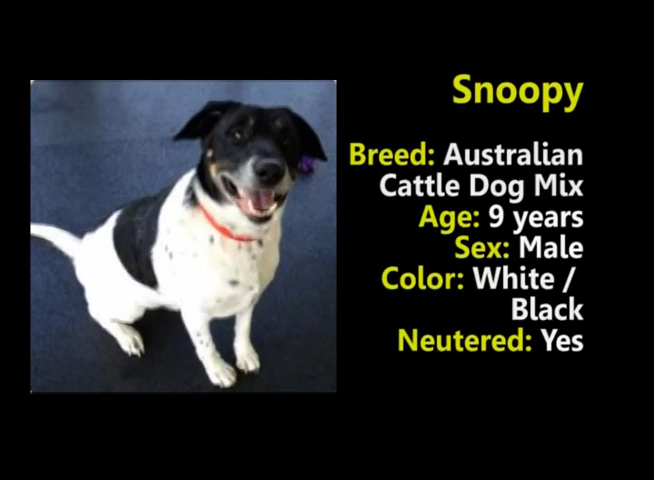 Snoopy
Breed: Australian
Cattle Dog Mix
Age: 9 years
Sex: Male
Color: White /
Black
Neutered: Yes